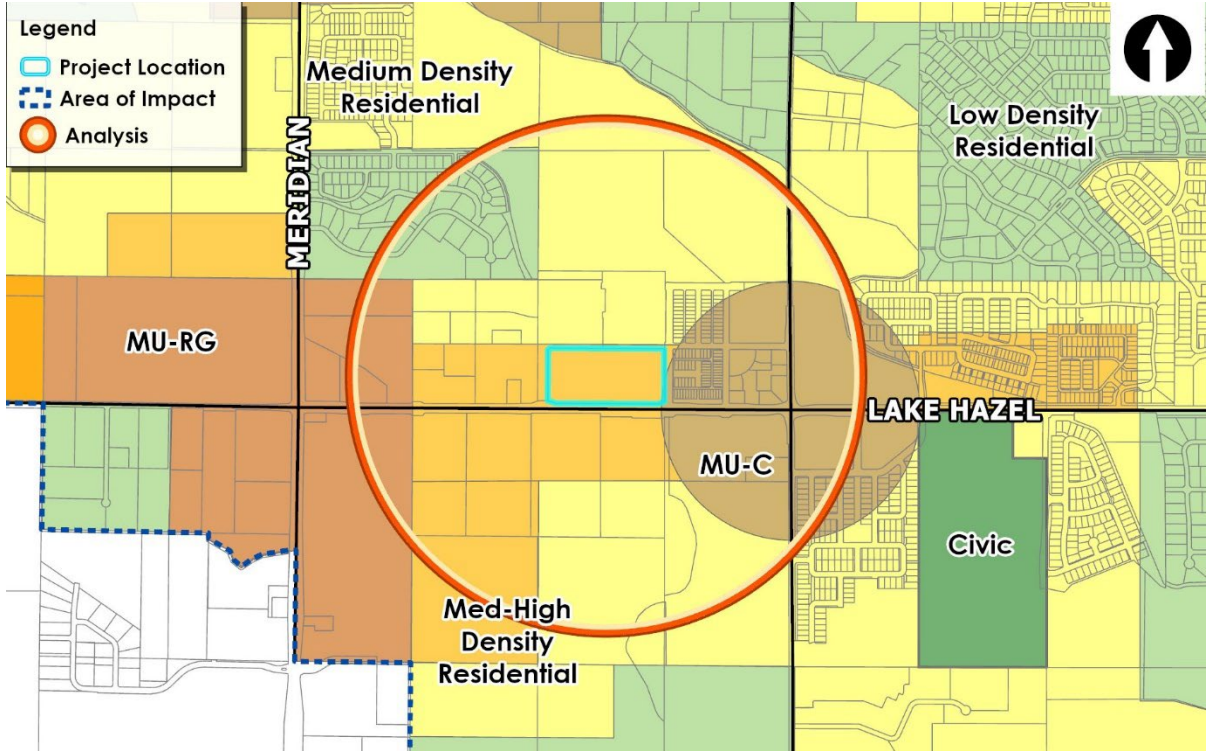 Legend
Project Location
Area of Impact
Analysis
Medium Density
Residential
Low Density
Residential
MERIDIAN
MU-RG
LAKE HAZEL
MU-C
Civic
Med-High
Density
Residential